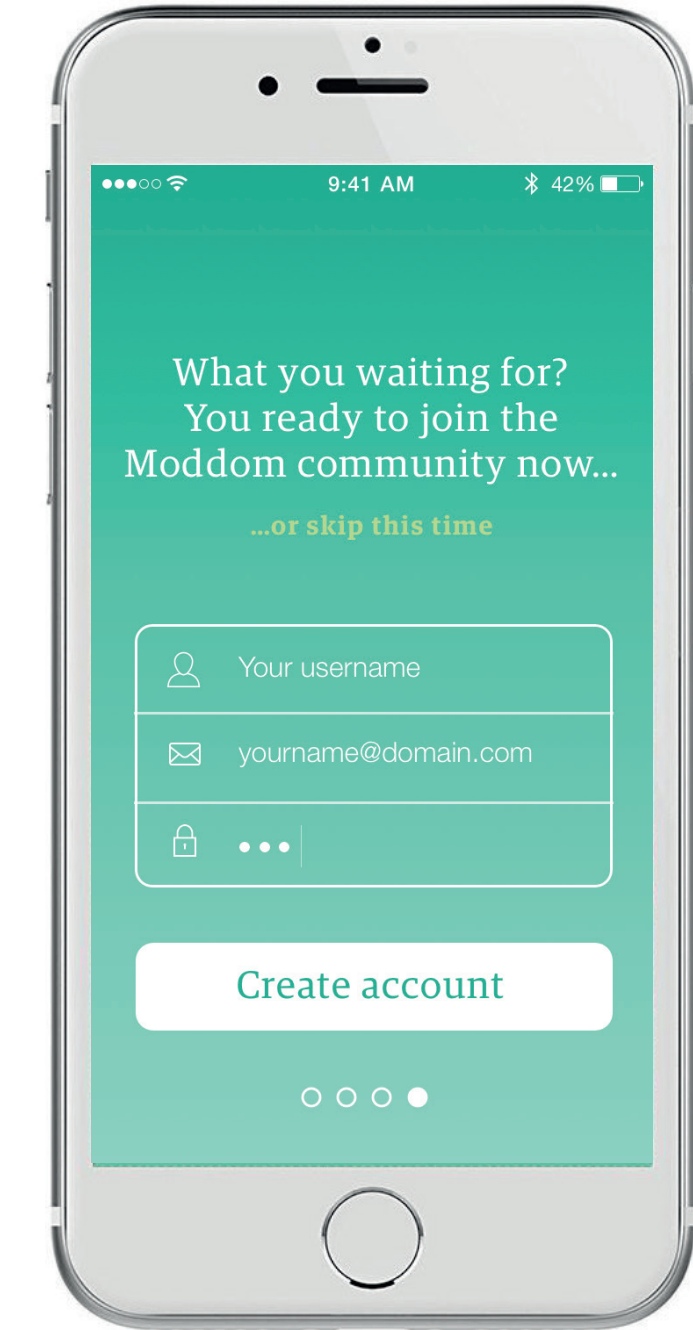 9:41 AM
42%
What you waiting for?
You ready to join the
Moddom community now...
...or skip this time
Your username
yourname@domain.com
Create account